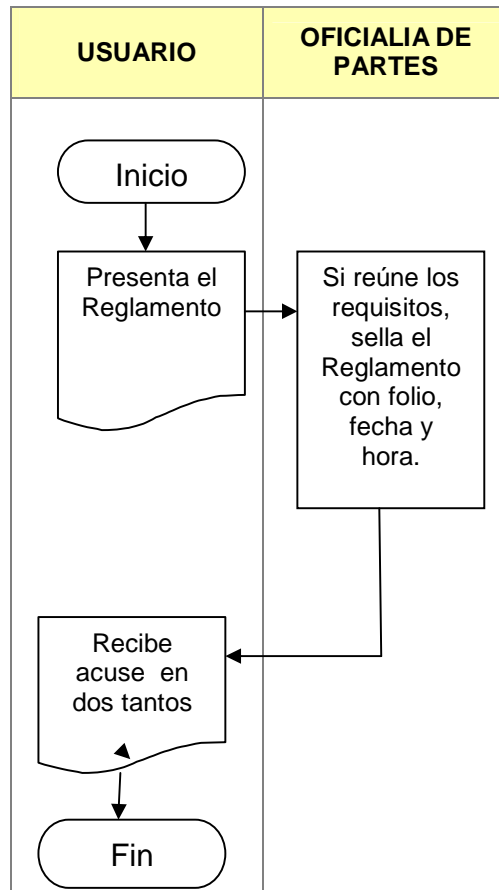 USUARIO
OFICIALIA DE
PARTES
Inicio
Presenta el
Reglamento
Si reúne los
requisitos,
sella el
Reglamento
con folio,
fecha y
hora.
Recibe
acuse en
dos tantos
Fin